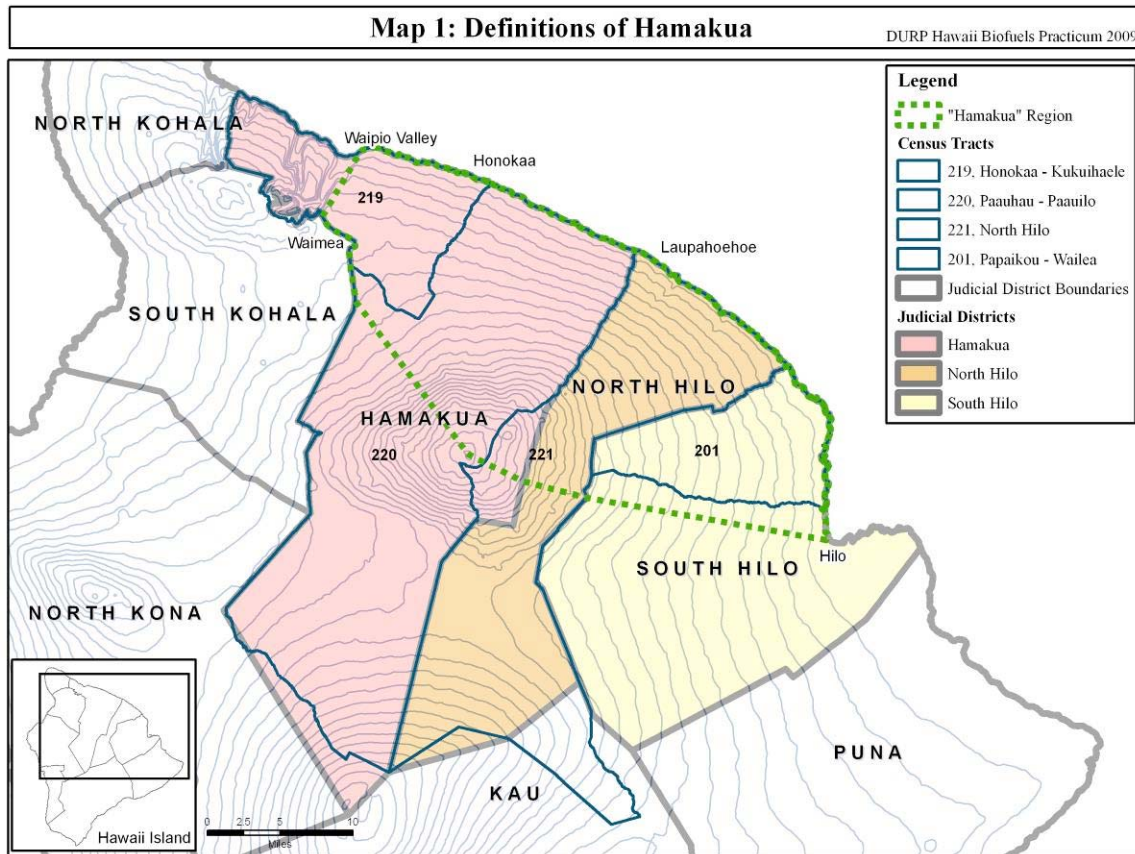 Map 1: Definitions of Hamakua
DURP Hawaii Biofuels Practicum 2009
Legend
"Hamakua" Region
Census Tracts
219, Honokaa - Kukuihaele
220, Paauhau - Paauilo
221, North Hilo
201, Papaikou - Wailea
Judicial District Boundaries
Judicial Districts
Hamakua
North Hilo
South Hilo
NORTH KOHALA
Waipio Valley
Honokaa
219
Waimea
Laupahoehoe
SOUTH KOHALA
NORTH HILO
HAMAKUA
220
221
201
Hilo
SOUTH HILO
NORTH KONA
PUNA
KAU
Hawaii Island
0 2.5 5 10
Miles